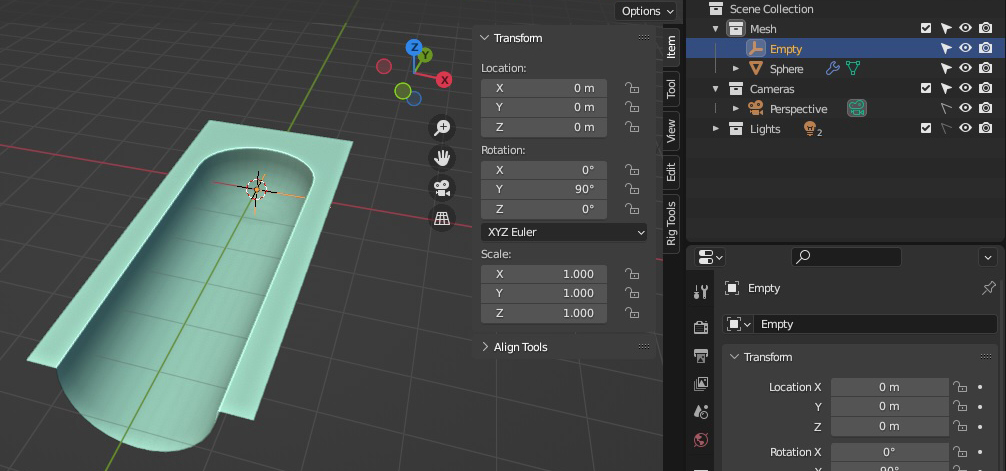 Options
Transform
Location:
X 0 m
Y 0 m
Z 0 m
Rotation:
X 0°
Y 90°
Z 0°
XYZ Euler
Scale:
X 1.000
Y 1.000
Z 1.000
Align Tools
Z
Y
X
Item
Tool
View
Edit
Rig Tools
Scene Collection
Mesh
Empty
Sphere
Cameras
Perspective
Lights 2
Empty
Empty
Transform
Location X 0 m
Y 0 m
Z 0 m
Rotation X 0°